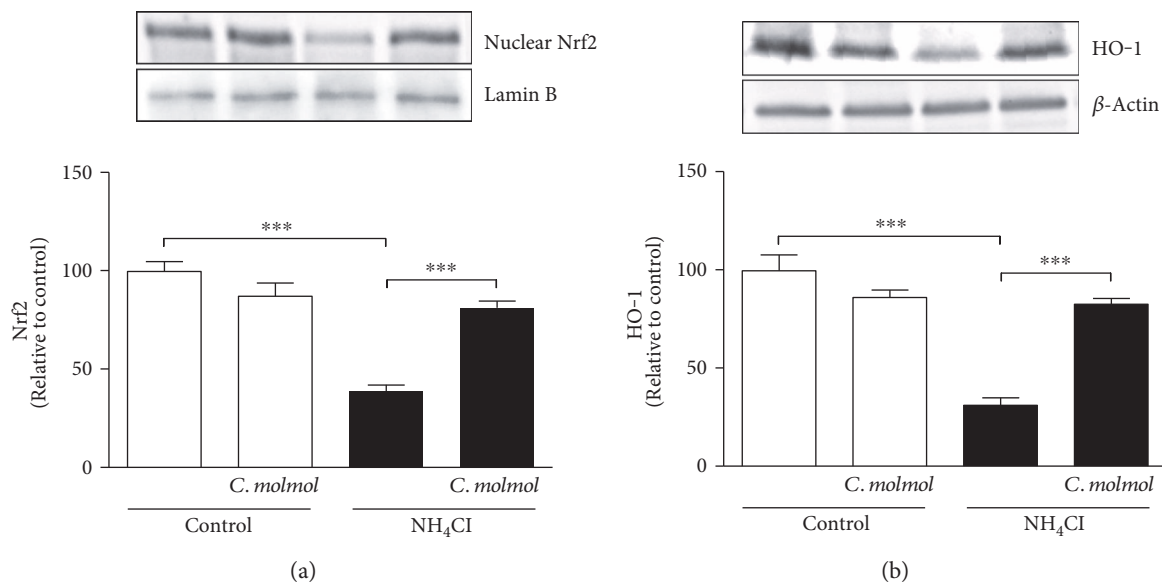 Nuclear Nrf2
Lamin B
150
100
50
0
Nrf2
(Relative to control)
***
***
C. molmol
C. molmol
Control
NH₄CI
(a)
HO-1
β-Actin
150
100
50
0
HO-1
(Relative to control)
***
***
C. molmol
C. molmol
Control
NH₄CI
(b)